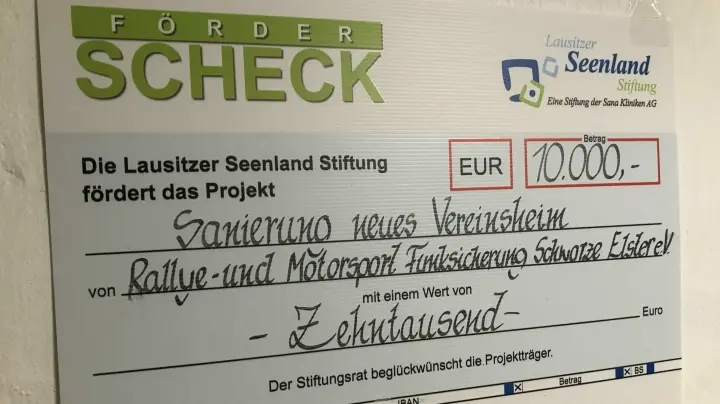 FÖRDER
SCHECK
Lausitzer
Seenland
Stiftung
Eine Stiftung der Sana Kliniken AG
Die Lausitzer Seenland Stiftung
fördert das Projekt
EUR
Betrag
10.000,-
Sanierung neues Vereinsheim
von Rallye-und Motorsport Funksicherung Schwarze Elster e.V.
mit einem Wert von
- Zehntausend - Euro
Der Stiftungsrat beglückwünscht die Projektträger.
IBAN X Betrag X BS